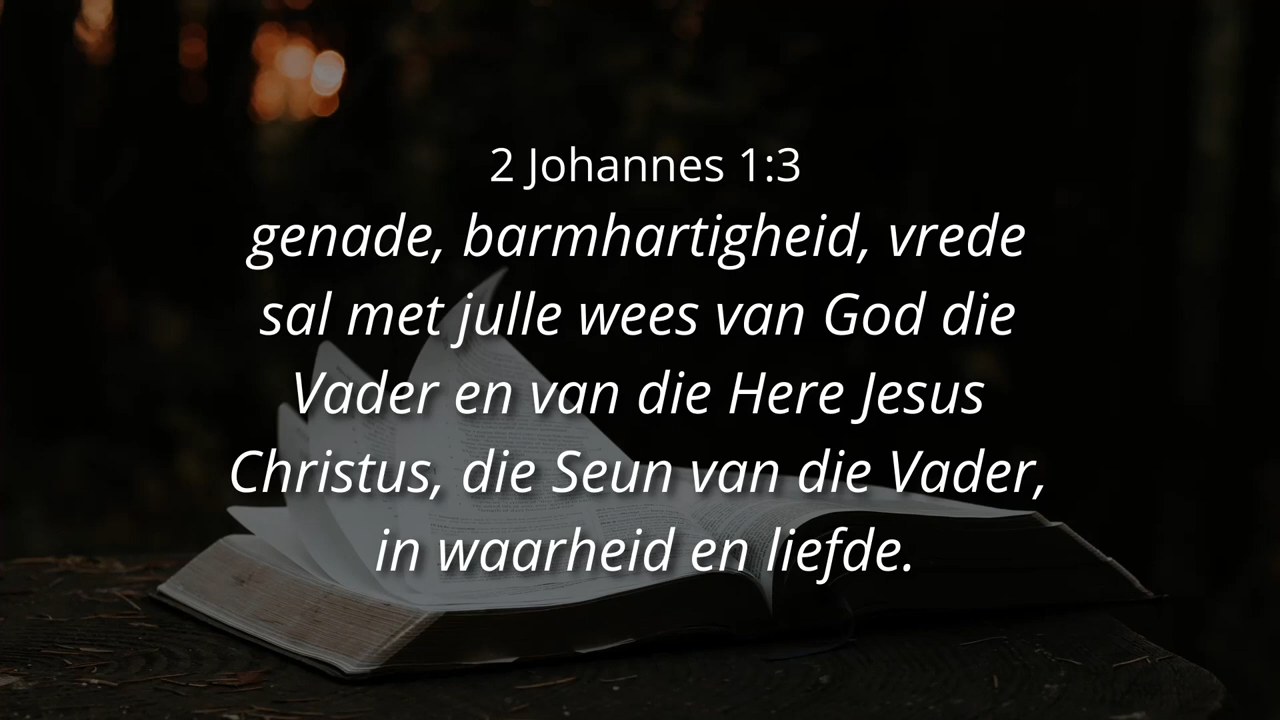 2 Johannes 1:3
genade, barmhartigheid, vrede
sal met julle wees van God die
Vader en van die Here Jesus
Christus, die Seun van die Vader,
in waarheid en liefde.